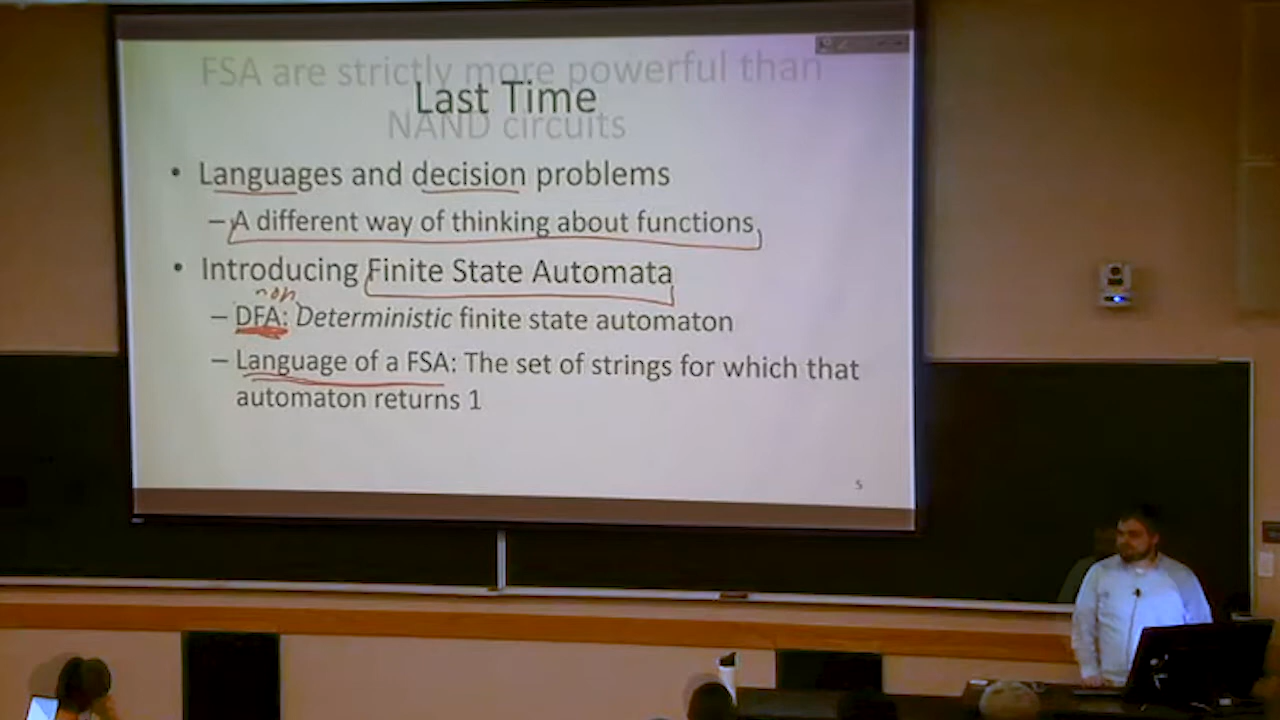 FSA are strictly more powerful than
Last Time
NAND circuits
• Languages and decision problems
– A different way of thinking about functions
• Introducing Finite State Automata
non
– DFA: Deterministic finite state automaton
– Language of a FSA: The set of strings for which that
automaton returns 1
5